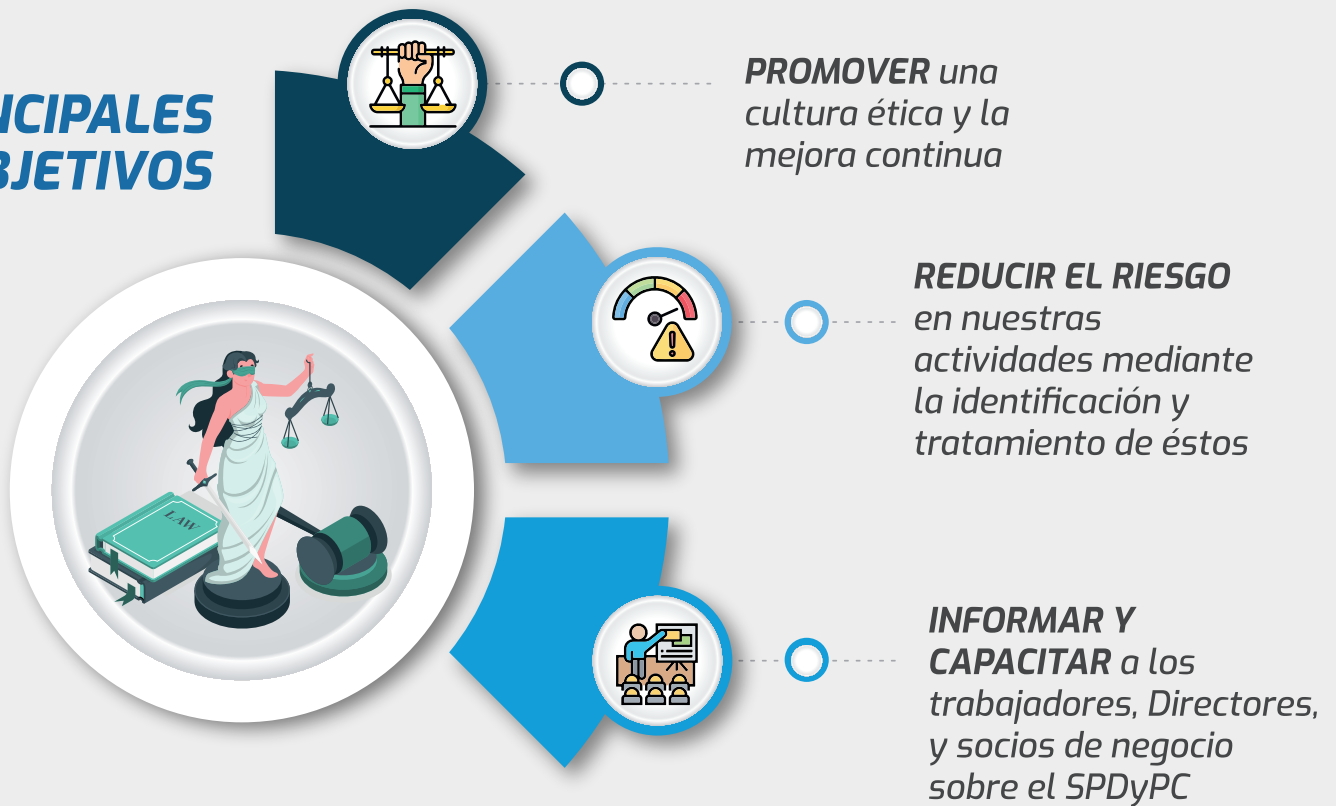 NCIPALES
BJETIVOS
PROMOVER una
cultura ética y la
mejora continua
REDUCIR EL RIESGO
en nuestras
actividades mediante
la identificación y
tratamiento de éstos
LAW
INFORMAR Y
CAPACITAR a los
trabajadores, Directores,
y socios de negocio
sobre el SPDyPC